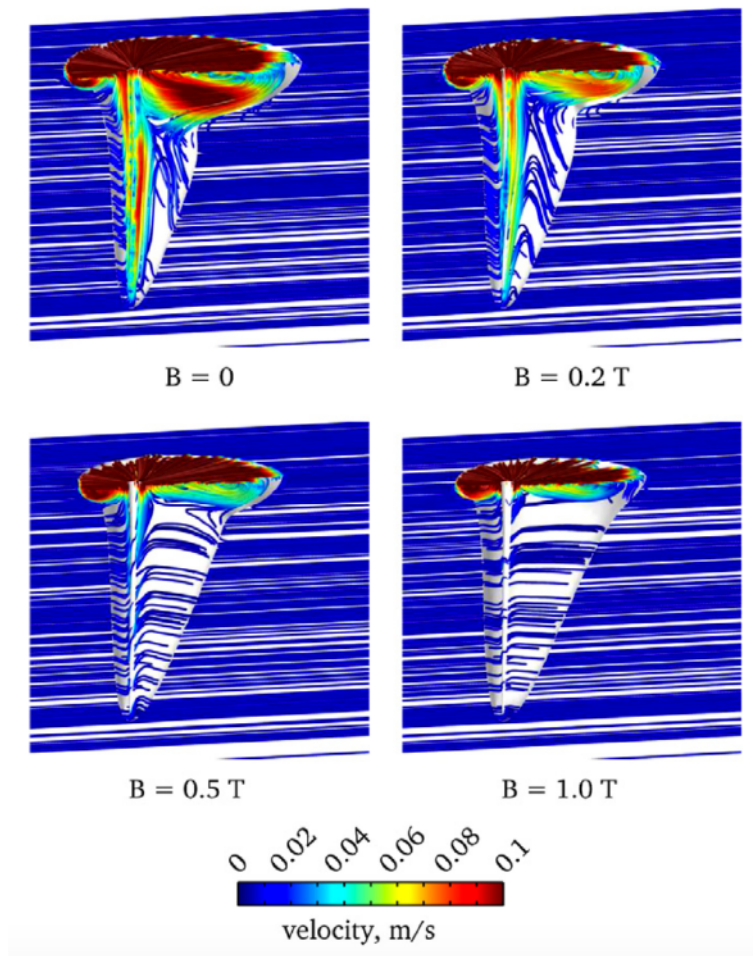 B = 0
B = 0.2 T
B = 0.5 T
B = 1.0 T
0 0.02 0.04 0.06 0.08 0.1
velocity, m/s